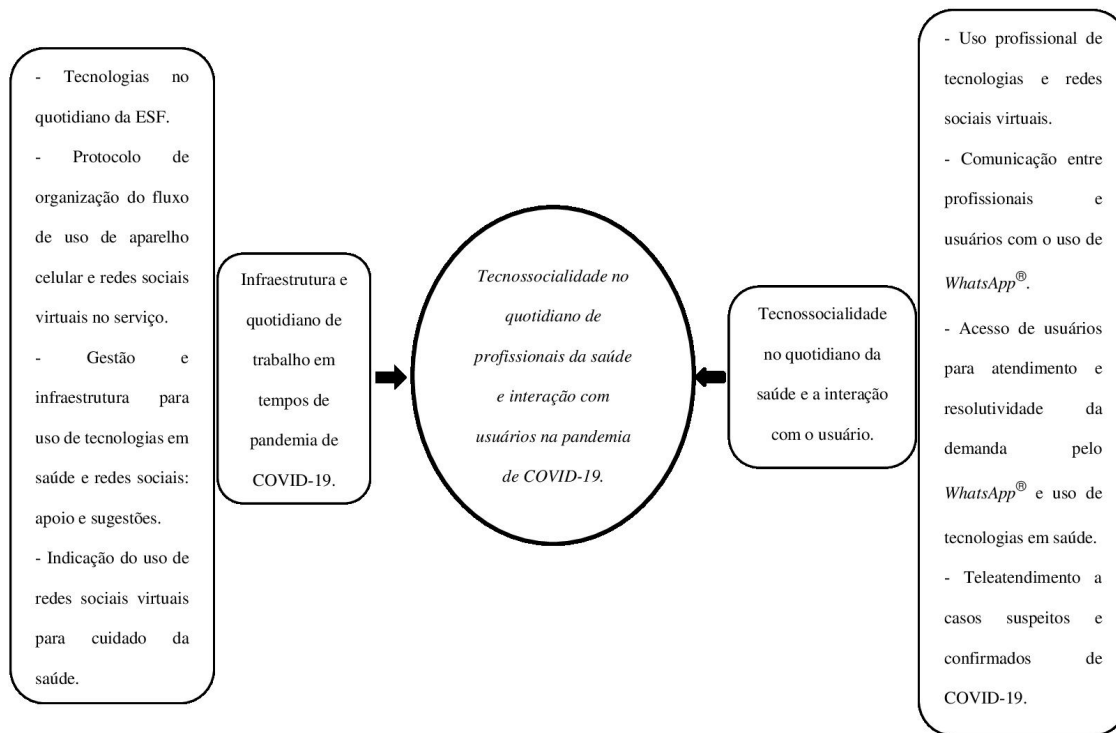 - Tecnologias no
quotidiano da ESF.
- Protocolo de
organização do fluxo
de uso de aparelho
celular e redes sociais
virtuais no serviço.
- Gestão e
infraestrutura para
uso de tecnologias em
saúde e redes sociais:
apoio e sugestões.
- Indicação do uso de
redes sociais virtuais
para cuidado da
saúde.
Infraestrutura e
quotidiano de
trabalho em
tempos de
pandemia de
COVID-19.
Tecnossocialidade no
quotidiano de
profissionais da saúde
e interação com
usuários na pandemia
de COVID-19.
Tecnossocialidade
no quotidiano da
saúde e a interação
com o usuário.
- Uso profissional de
tecnologias e redes
sociais virtuais.
- Comunicação entre
profissionais e
usuários com o uso de
WhatsApp®.
- Acesso de usuários
para atendimento e
resolutividade da
demanda pelo
WhatsApp® e uso de
tecnologias em saúde.
- Teleatendimento a
casos suspeitos e
confirmados de
COVID-19.